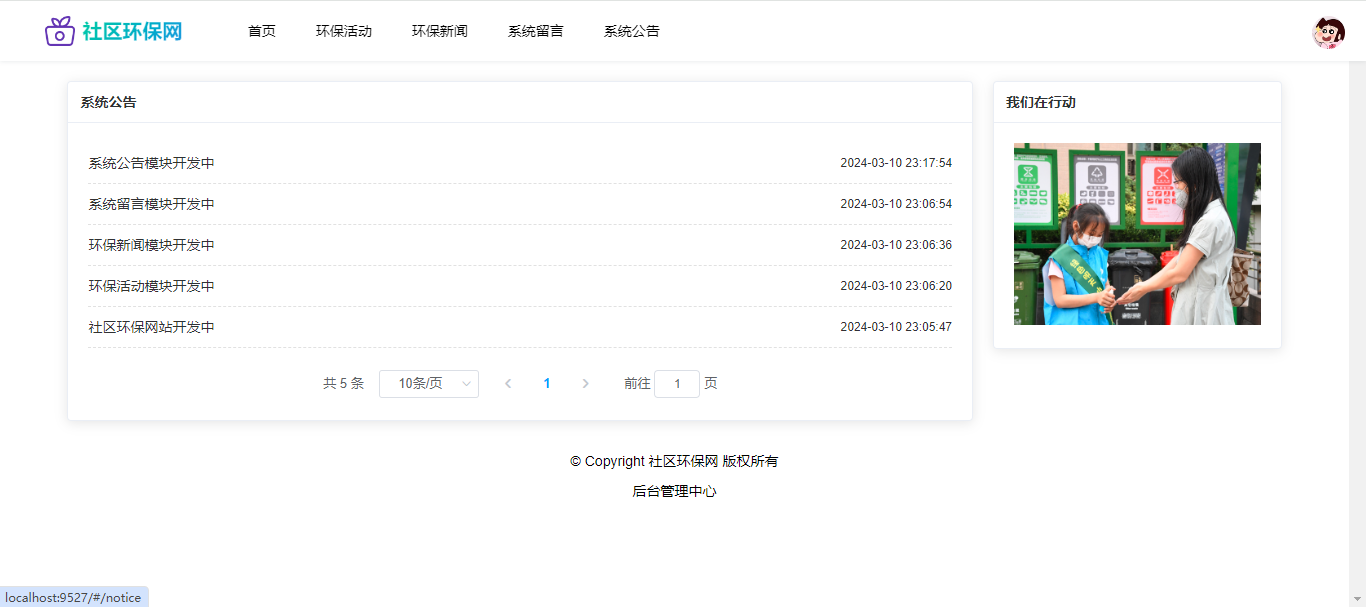 社区环保网
首页 环保活动 环保新闻 系统留言 系统公告
系统公告
系统公告模块开发中 2024-03-10 23:17:54
系统留言模块开发中 2024-03-10 23:06:54
环保新闻模块开发中 2024-03-10 23:06:36
环保活动模块开发中 2024-03-10 23:06:20
社区环保网站开发中 2024-03-10 23:05:47
共 5 条 10条/页 1 前往 1 页
我们在行动
© Copyright 社区环保网 版权所有
后台管理中心
localhost:9527/#/notice